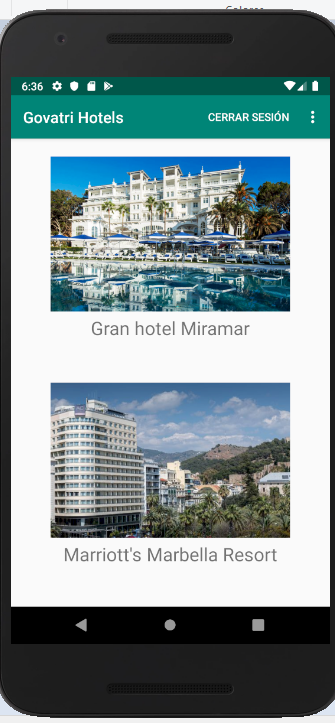 6:36
Govatri Hotels
CERRAR SESIÓN
Gran hotel Miramar
Marriott's Marbella Resort